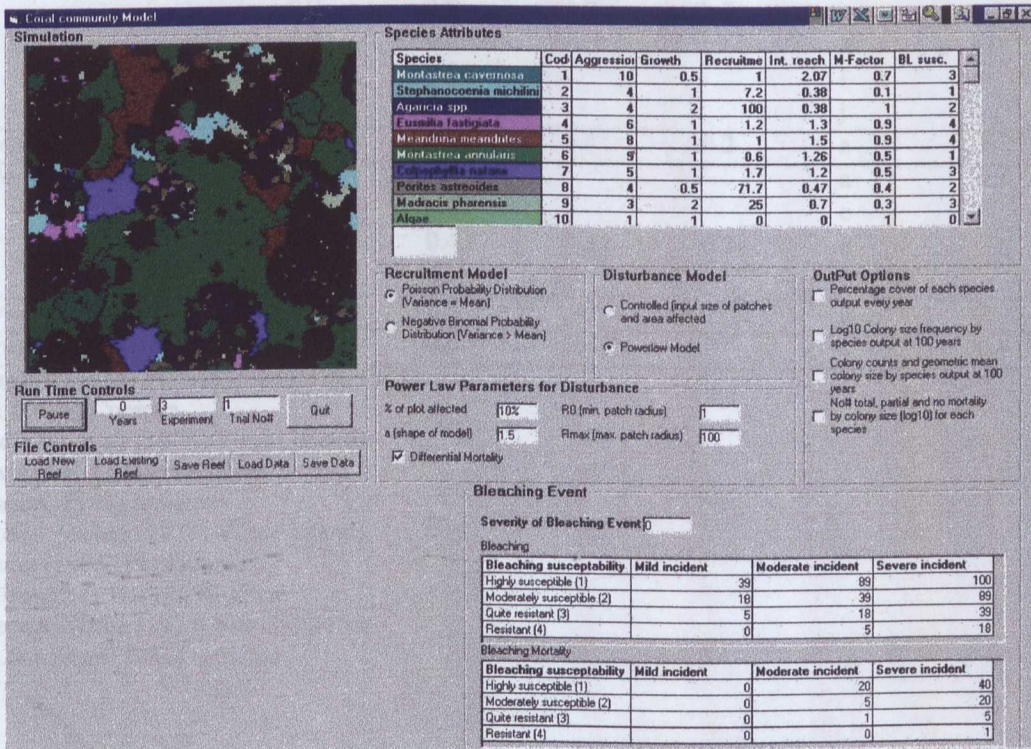 Coral community Model
Simulation
Species Attributes
Species Cod Aggression Growth Recruitme Int. reach M-Factor BL susc.
Montastrea cavernosa 1 10 0.5 1 2.07 0.7 3
Stephanocoenia michilini 2 4 1 7.2 0.38 0.1 1
Agaricia spp. 3 4 2 100 0.38 1 2
Eusmilia fastigiata 4 6 1 1.2 1.3 0.9 4
Meandrina meandrites 5 8 1 1 1.5 0.9 4
Montastrea annularis 6 9 1 0.6 1.26 0.5 1
Colpophyllia natans 7 5 1 1.7 1.2 0.5 3
Porites astreoides 8 4 0.5 71.7 0.47 0.4 2
Madracis pharensis 9 3 2 25 0.7 0.3 3
Algae 10 1 1 0 0 1 0
Recruitment Model
Poisson Probability Distribution
(Variance = Mean)
Negative Binomial Probability
Distribution (Variance > Mean)
Disturbance Model
Controlled (input size of patches
and area affected
Powerlaw Model
OutPut Options
Percentage cover of each species
output every year
Log10 Colony size frequency by
species output at 100 years
Colony counts and geometric mean
colony size by species output at 100
years
No# total, partial and no mortality
by colony size (log10) for each
species
Run Time Controls
Pause 0 3 1 Quit
Years Experiment Trial No#
File Controls
Load New Reef Load Existing Reef Save Reef Load Data Save Data
Power Law Parameters for Disturbance
% of plot affected 10% R0 (min. patch radius) 1
a (shape of model) 1.5 Rmax (max. patch radius) 100
Differential Mortality
Bleaching Event
Severity of Bleaching Event 0
Bleaching
Bleaching susceptability Mild incident Moderate incident Severe incident
Highly susceptible (1) 39 89 100
Moderately susceptible (2) 18 39 89
Quite resistant (3) 5 18 39
Resistant (4) 0 5 18
Bleaching Mortality
Bleaching susceptability Mild incident Moderate incident Severe incident
Highly susceptible (1) 0 20 40
Moderately susceptible (2) 0 5 20
Quite resistant (3) 0 1 5
Resistant (4) 0 0 1